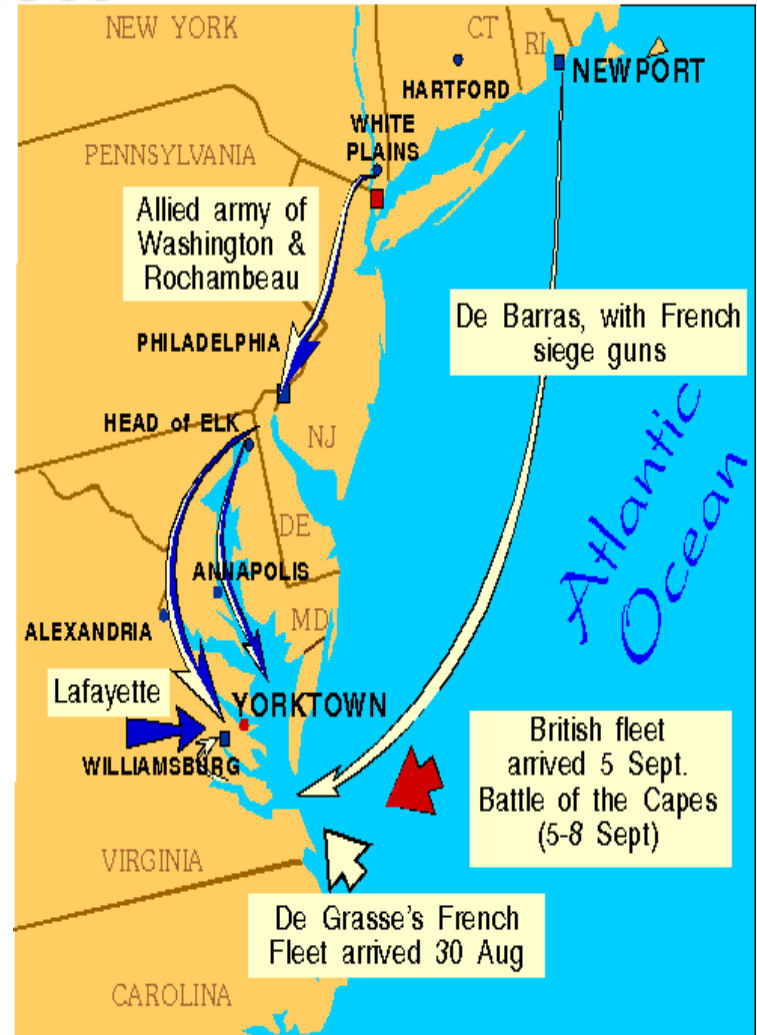 NEW YORK
CT
RI
NEWPORT
HARTFORD
WHITE
PLAINS
PENNSYLVANIA
Allied army of
Washington &
Rochambeau
De Barras, with French
siege guns
PHILADELPHIA
HEAD of ELK
NJ
Atlantic
Ocean
DE
ANNAPOLIS
MD
ALEXANDRIA
Lafayette
YORKTOWN
WILLIAMSBURG
British fleet
arrived 5 Sept.
Battle of the Capes
(5-8 Sept)
VIRGINIA
De Grasse's French
Fleet arrived 30 Aug
CAROLINA